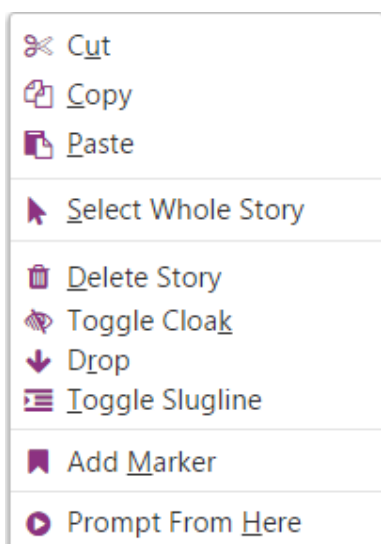 Cut
Copy
Paste
Select Whole Story
Delete Story
Toggle Cloak
Drop
Toggle Slugline
Add Marker
Prompt From Here